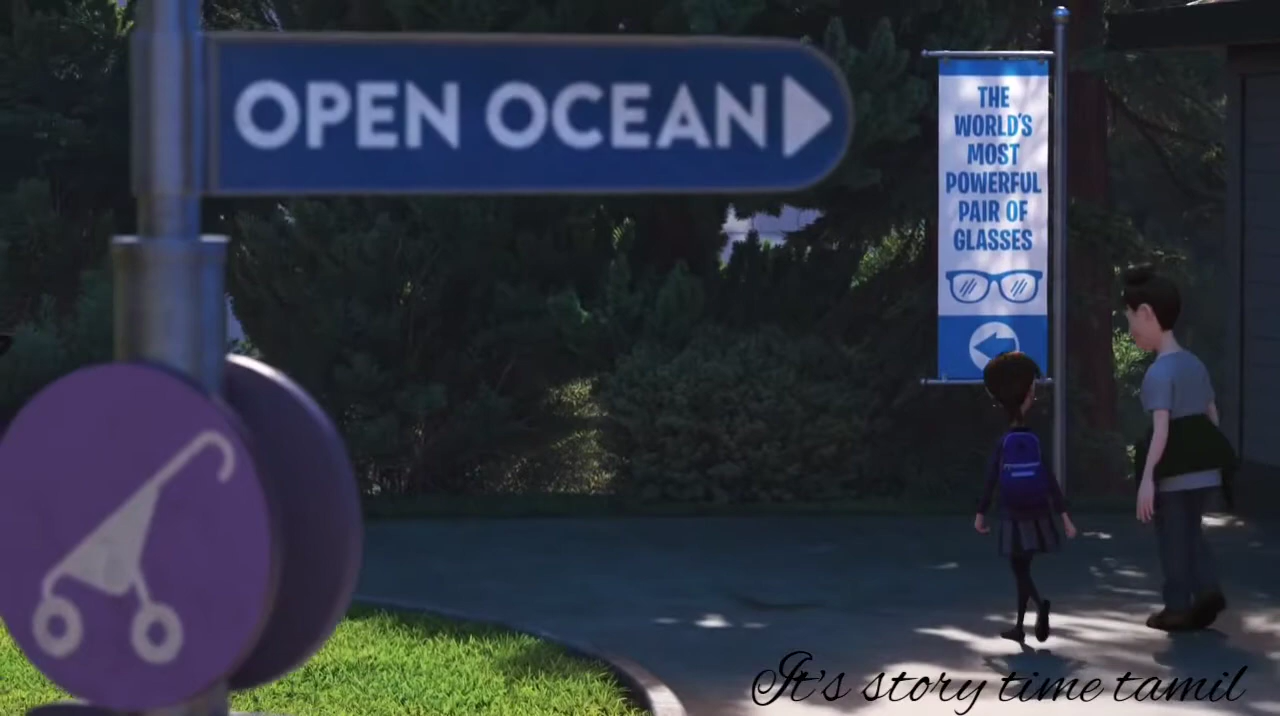 OPEN OCEAN
THE
WORLD'S
MOST
POWERFUL
PAIR OF
GLASSES
It's story time tamil